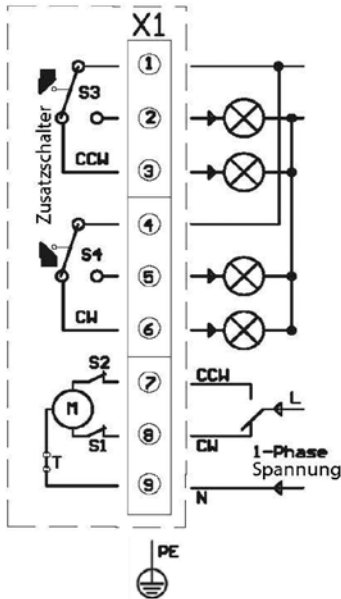 X1
1
S3
2
Zusatzschalter
CCW
3
4
S4
5
CW
6
S2
7
CCW
L
M
S1
8
CW
1-Phase
Spannung
T
9
N
PE